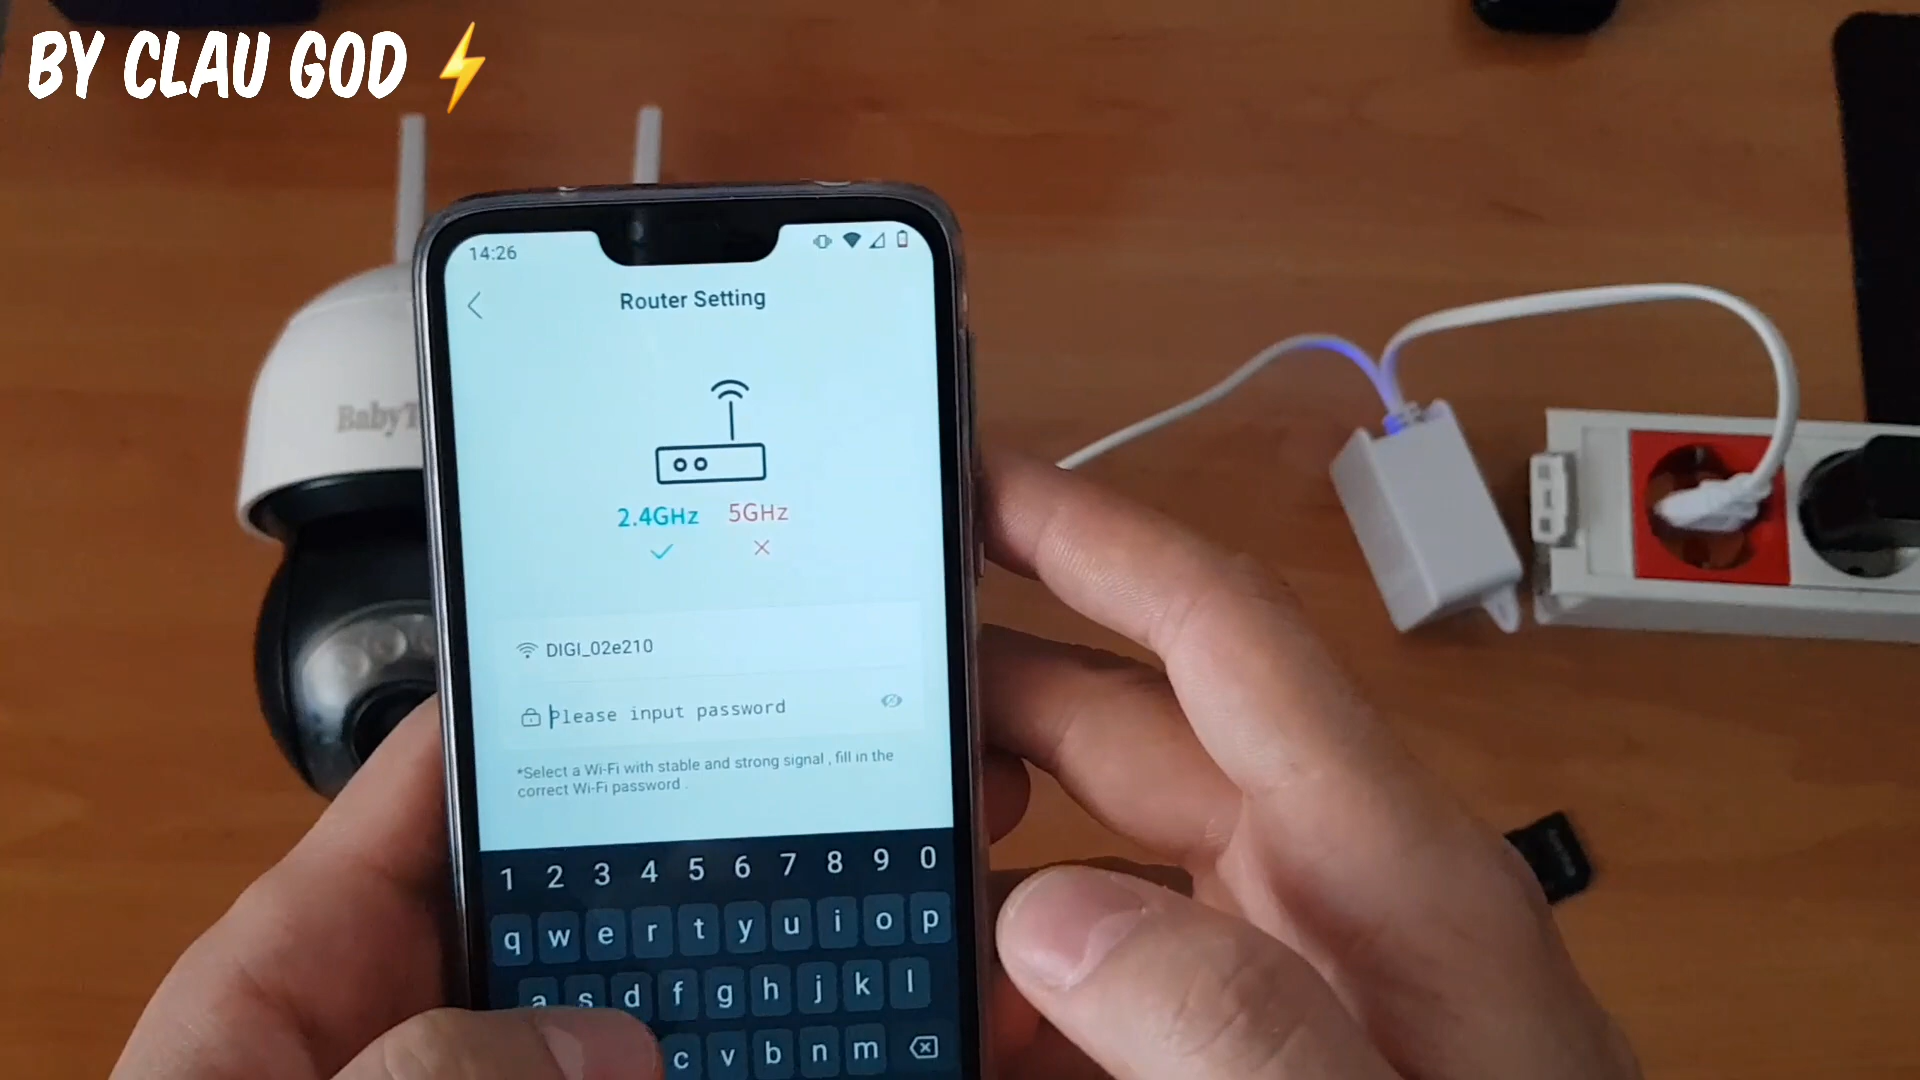 BY CLAU GOD ⚡
14:26
Router Setting
2.4GHz 5GHz
DIGI_02e210
Please input password
*Select a Wi-Fi with stable and strong signal , fill in the
correct Wi-Fi password .
1 2 3 4 5 6 7 8 9 0
q w e r t y u i o p
a s d f g h j k l
c v b n m